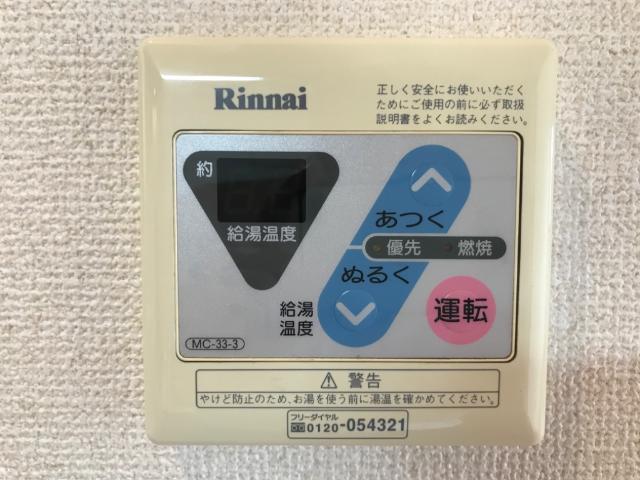 Rinnai
正しく安全にお使いいただく
ためにご使用の前に必ず取扱
説明書をよくお読みください。
約
給湯温度
あつく
優先 燃焼
ぬるく
給湯
温度
運転
MC-33-3
⚠ 警告
やけど防止のため、お湯を使う前に湯温を確かめてください。
フリーダイヤル
0120-054321